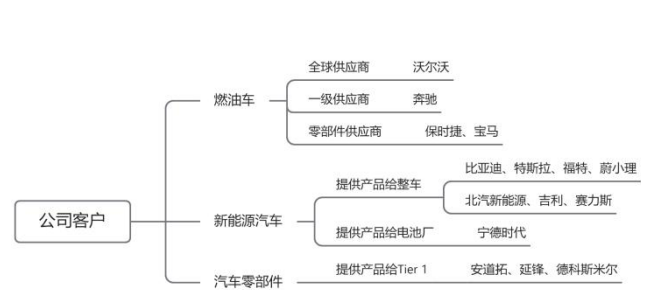 全球供应商 沃尔沃
燃油车 一级供应商 奔驰
零部件供应商 保时捷、宝马
比亚迪、特斯拉、福特、蔚小理
提供产品给整车
北汽新能源、吉利、赛力斯
公司客户 新能源汽车
提供产品给电池厂 宁德时代
提供产品给Tier 1 安道拓、延锋、德科斯米尔
汽车零部件